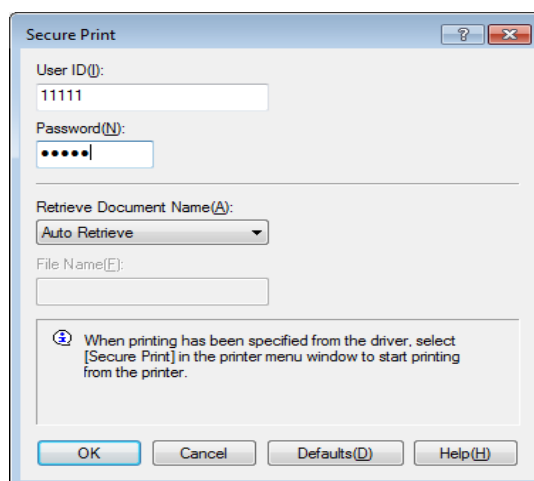 Secure Print
User ID(I):
11111
Password(N):
●●●●●
Retrieve Document Name(A):
Auto Retrieve
File Name(F):
When printing has been specified from the driver, select
[Secure Print] in the printer menu window to start printing
from the printer.
OK Cancel Defaults(D) Help(H)